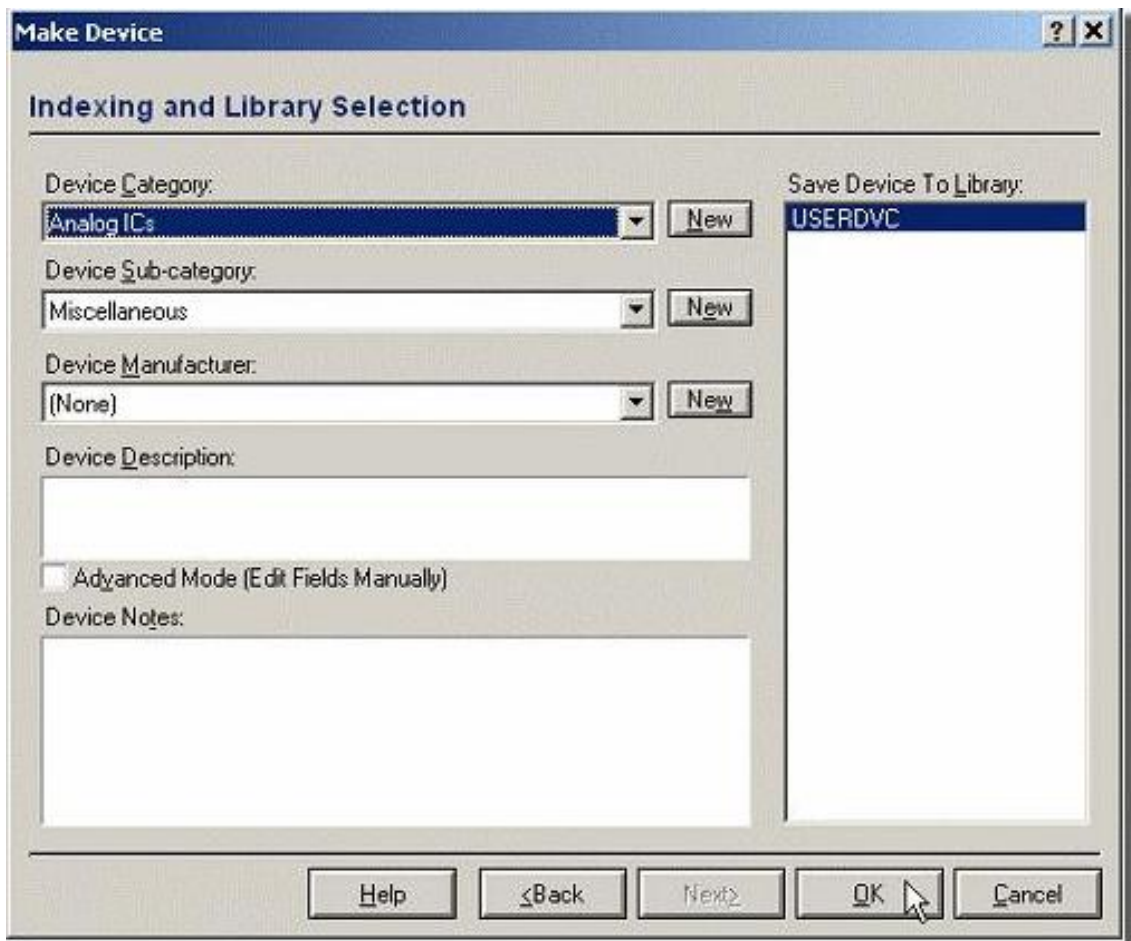 Make Device
Indexing and Library Selection
Device Category:
Analog ICs
New
Device Sub-category:
Miscellaneous
New
Device Manufacturer:
(None)
New
Device Description:
Advanced Mode (Edit Fields Manually)
Device Notes:
Save Device To Library:
USERDVC
Help
<Back
Next>
OK
Cancel